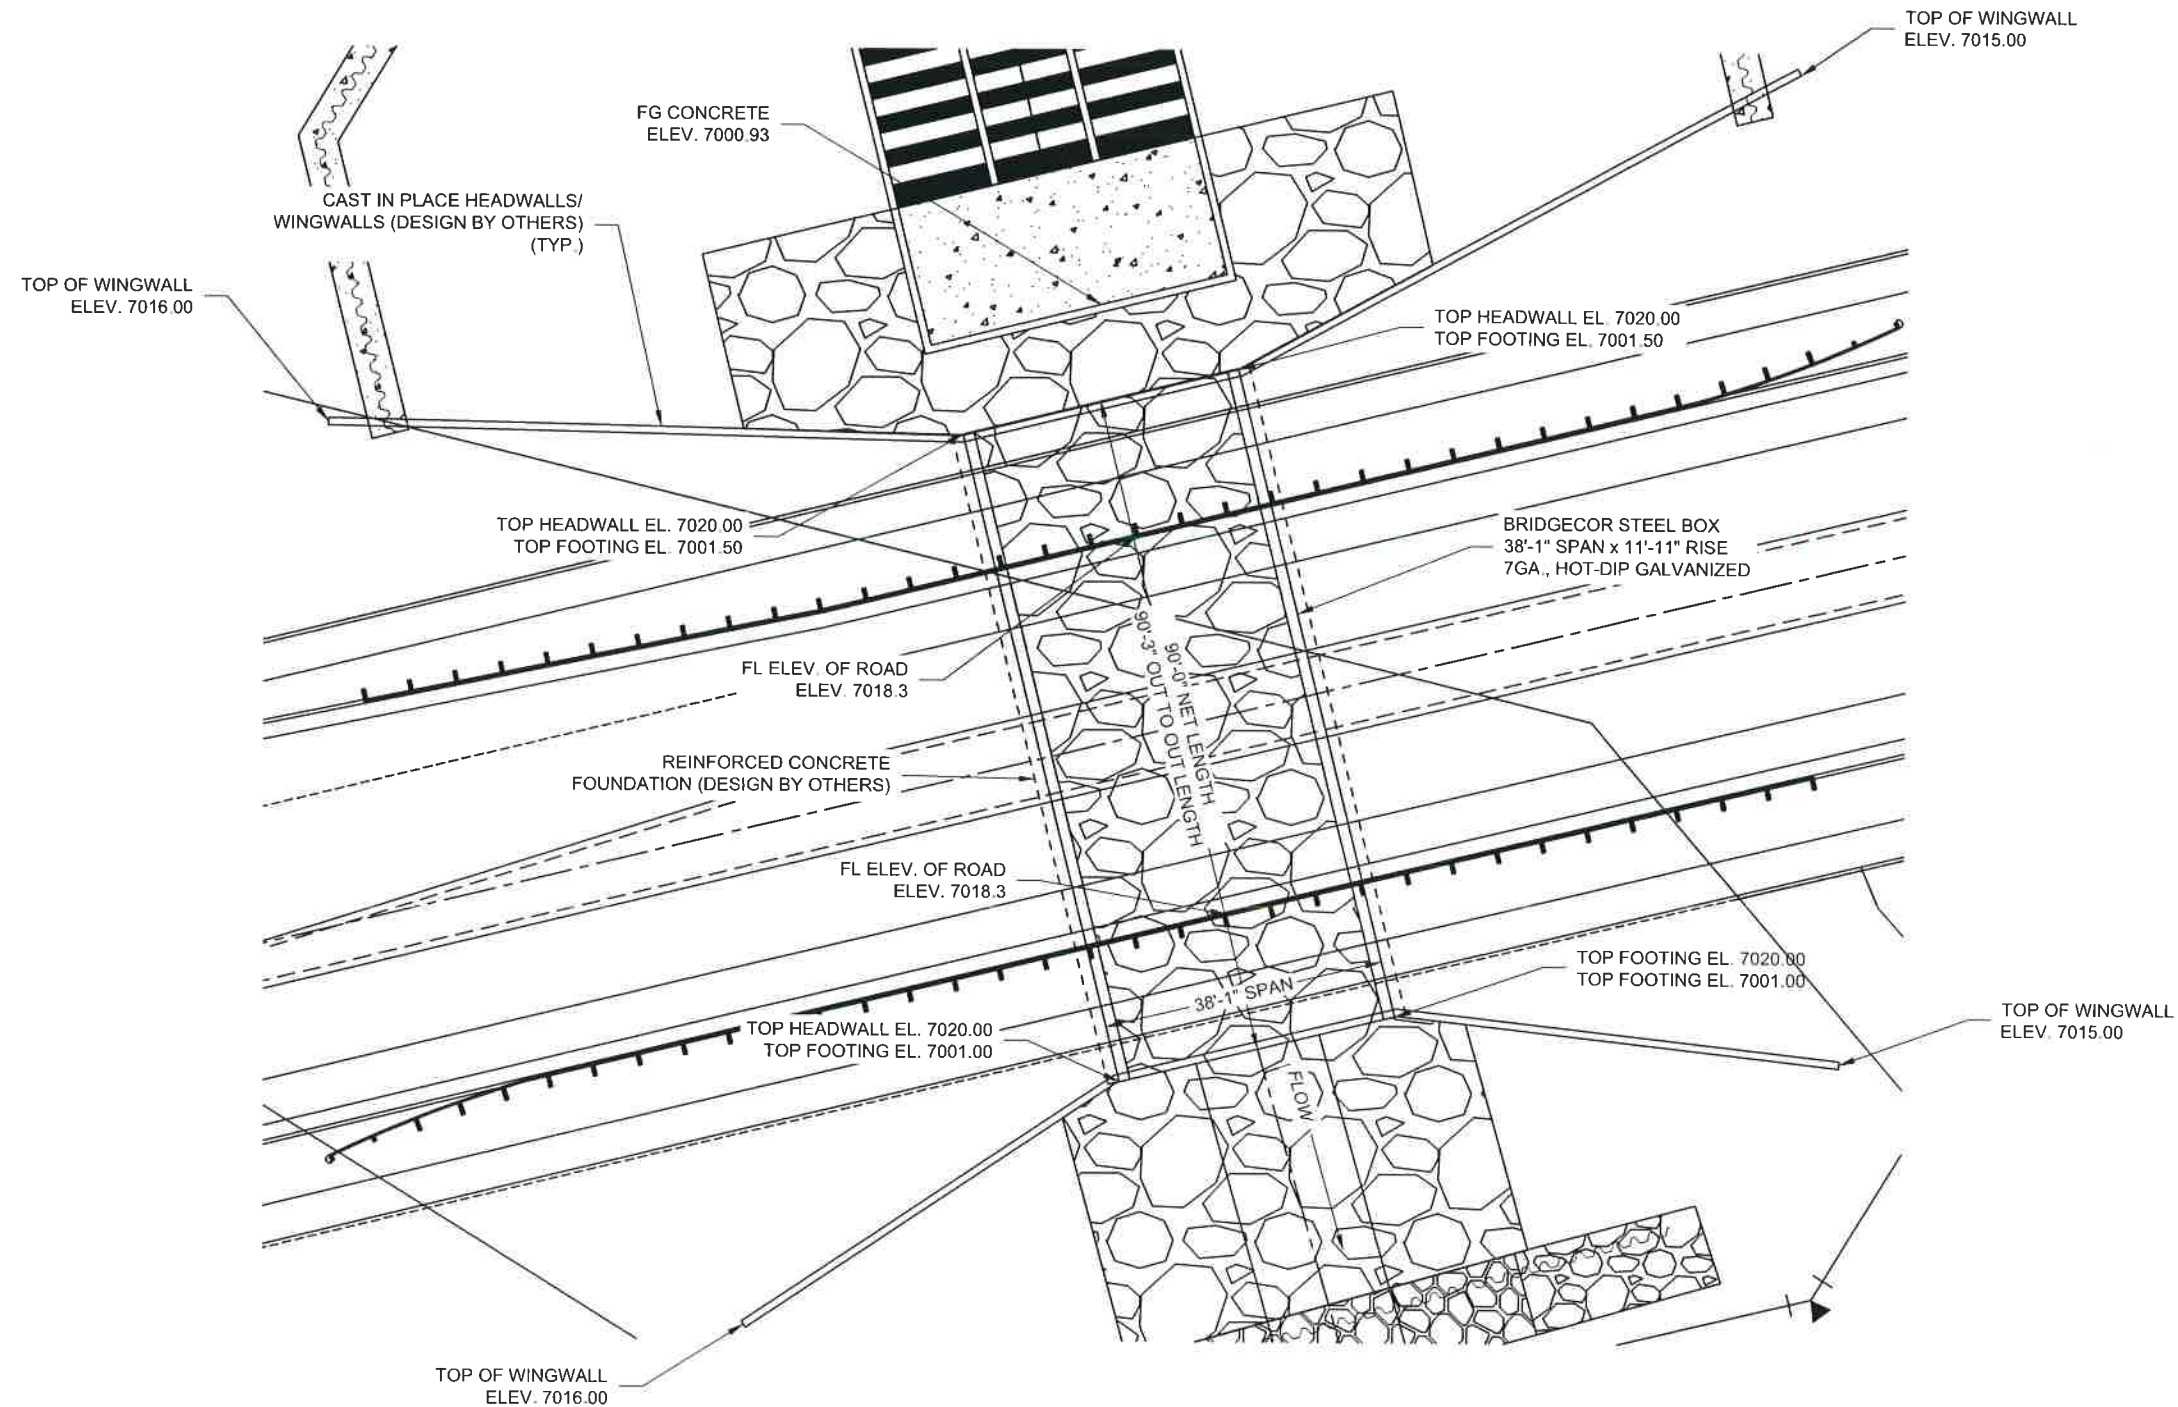 TOP OF WINGWALL
ELEV. 7015.00
FG CONCRETE
ELEV. 7000.93
CAST IN PLACE HEADWALLS/
WINGWALLS (DESIGN BY OTHERS)
(TYP.)
TOP OF WINGWALL
ELEV. 7016.00
TOP HEADWALL EL. 7020.00
TOP FOOTING EL. 7001.50
TOP HEADWALL EL. 7020.00
TOP FOOTING EL. 7001.50
BRIDGECOR STEEL BOX
38'-1" SPAN x 11'-11" RISE
7GA., HOT-DIP GALVANIZED
90'-0" NET LENGTH
90'-3" OUT TO OUT LENGTH
FL ELEV. OF ROAD
ELEV. 7018.3
REINFORCED CONCRETE
FOUNDATION (DESIGN BY OTHERS)
FL ELEV. OF ROAD
ELEV. 7018.3
TOP FOOTING EL. 7020.00
TOP FOOTING EL. 7001.00
38'-1" SPAN
TOP HEADWALL EL. 7020.00
TOP FOOTING EL. 7001.00
TOP OF WINGWALL
ELEV. 7015.00
FLOW
TOP OF WINGWALL
ELEV. 7016.00